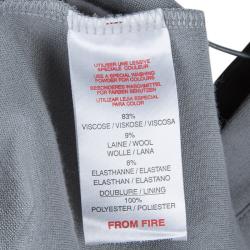 UTILISER UNE LESSIVE
SPECIALE COULEUR
USE A SPECIAL WASHING
POWDER FOR COLOURS
BESONDERES WASCHMITTEL
FUR FARBEN BENUTZEN
UTILIZAR LEJIA ESPECIAL
PARA COLOR
83%
VISCOSE / VISKOSE / VISCOSA
9%
LAINE / WOOL
WOLLE / LANA
8%
ELASTHANNE / ELASTANE
ELASTHAN / ELASTANO
DOUBLURE / LINING
100%
POLYESTER / POLIESTER
FROM FIRE